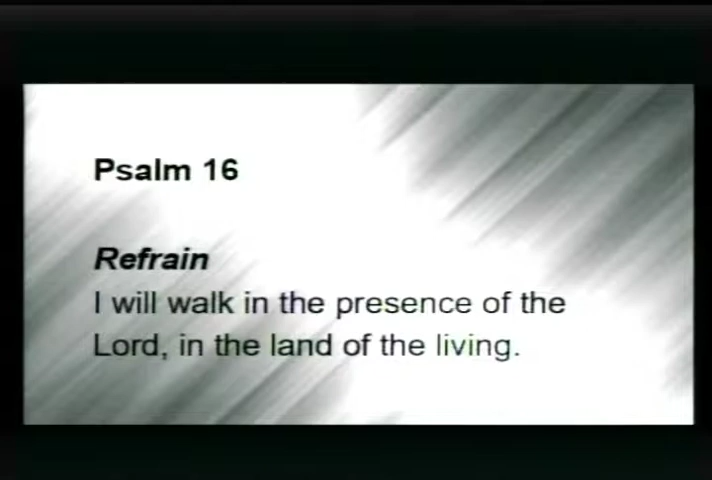 Psalm 16
Refrain
I will walk in the presence of the
Lord, in the land of the living.